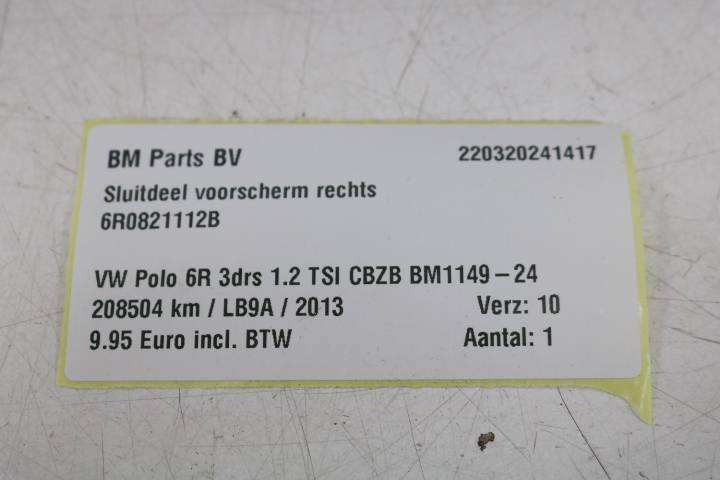 BM Parts BV 220320241417
Sluitdeel voorscherm rechts
6R0821112B
VW Polo 6R 3drs 1.2 TSI CBZB BM1149-24
208504 km / LB9A / 2013 Verz: 10
9.95 Euro incl. BTW Aantal: 1